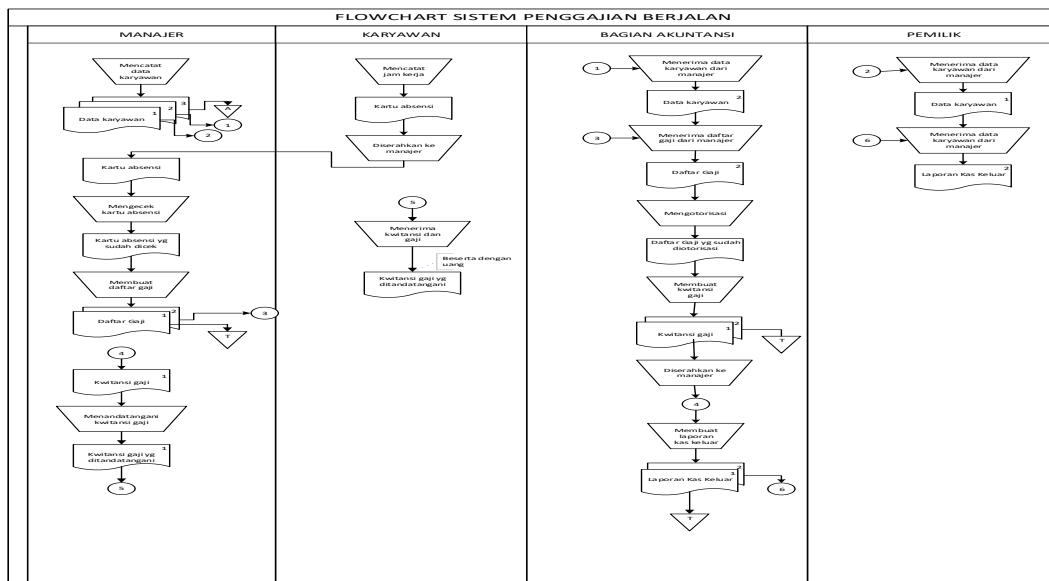 FLOWCHART SISTEM PENGGAJIAN BERJALAN
MANAJER
KARYAWAN
BAGIAN AKUNTANSI
PEMILIK
Mencatat
data
karyawan
3
2
1
Data karyawan
A
1
2
Kartu absensi
Mengecek
kartu absensi
Kartu absensi yg
sudah dicek
Membuat
daftar gaji
2
1
Daftar Gaji
3
T
4
1
Kwitansi gaji
Menandatangani
kwitansi gaji
1
Kwitansi gaji yg
ditandatangani
5
Mencatat
jam kerja
Kartu absensi
Diserahkan ke
manajer
5
Menerima
kwitansi dan
gaji
Beserta dengan
uang
Kwitansi gaji yg
ditandatangani
1
Menerima data
karyawan dari
manajer
2
Data karyawan
3
Menerima daftar
gaji dari manajer
2
Daftar Gaji
Mengotorisasi
Daftar Gaji yg sudah
diotorisasi
Membuat
kwitansi
gaji
2
1
Kwitansi gaji
T
Diserahkan ke
manajer
4
Membuat
laporan
kas keluar
2
1
Laporan Kas Keluar
6
T
2
Menerima data
karyawan dari
manajer
1
Data karyawan
6
Menerima data
karyawan dari
manajer
2
Laporan Kas Keluar